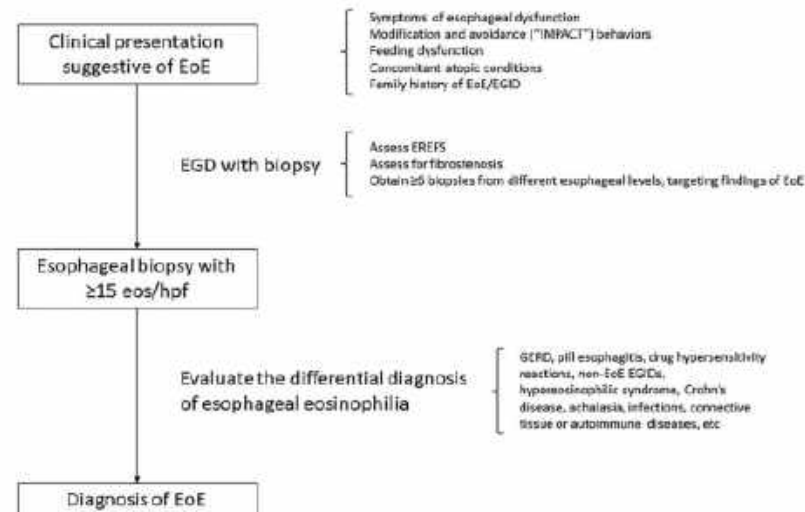 Clinical presentation
suggestive of EoE
Symptoms of esophageal dysfunction
Modification and avoidance ("IMPACT") behaviors
Feeding dysfunction
Concomitant atopic conditions
Family history of EoE/EGID
EGD with biopsy
Assess EREFS
Assess for fibrostenosis
Obtain ≥6 biopsies from different esophageal levels, targeting findings of EoE
Esophageal biopsy with
≥15 eos/hpf
Evaluate the differential diagnosis
of esophageal eosinophilia
GERD, pill esophagitis, drug hypersensitivity
reactions, non-EoE EGIDs,
hypereosinophilic syndrome, Crohn's
disease, achalasia, infections, connective
tissue or autoimmune diseases, etc
Diagnosis of EoE